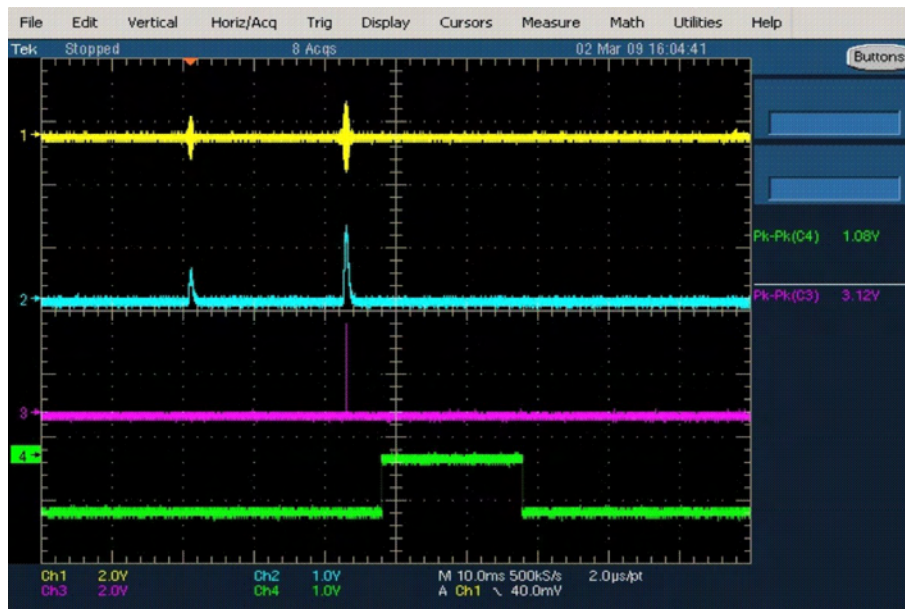 File Edit Vertical Horiz/Acq Trig Display Cursors Measure Math Utilities Help
Tek Stopped 8 Acqs 02 Mar 09 16:04:41
Buttons
1
2
Pk-Pk(C4) 1.08V
Pk-Pk(C3) 3.12V
3
4
Ch1 2.0V Ch2 1.0V M 10.0ms 500kS/s 2.0µs/pt
Ch3 2.0V Ch4 1.0V A Ch1 ∖ 40.0mV